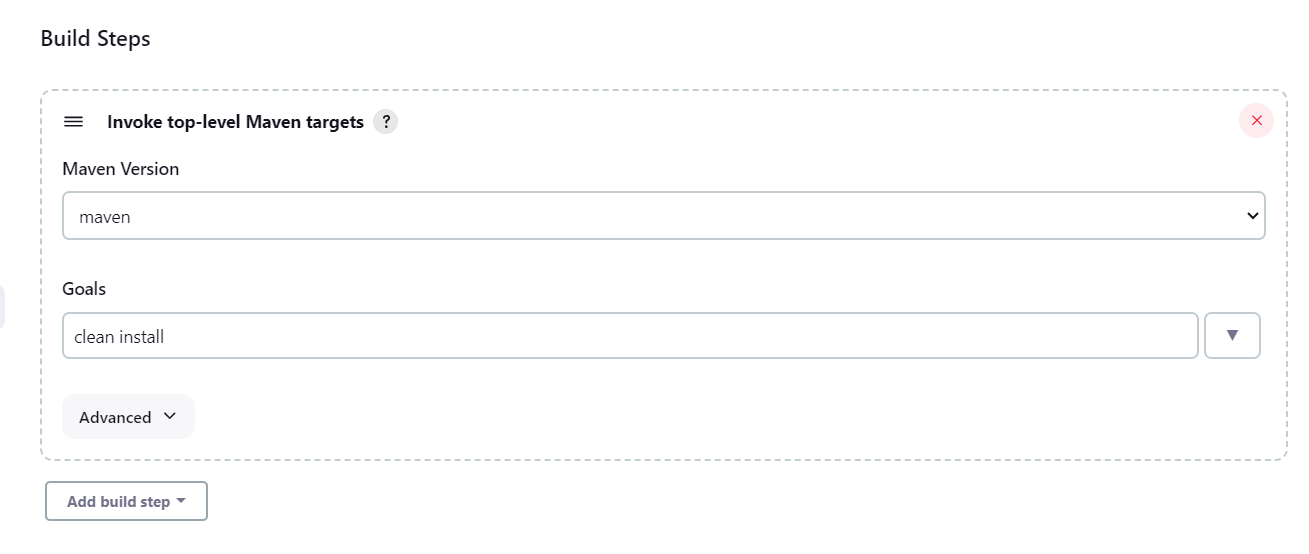 Build Steps
Invoke top-level Maven targets ?
Maven Version
maven
Goals
clean install
Advanced
Add build step